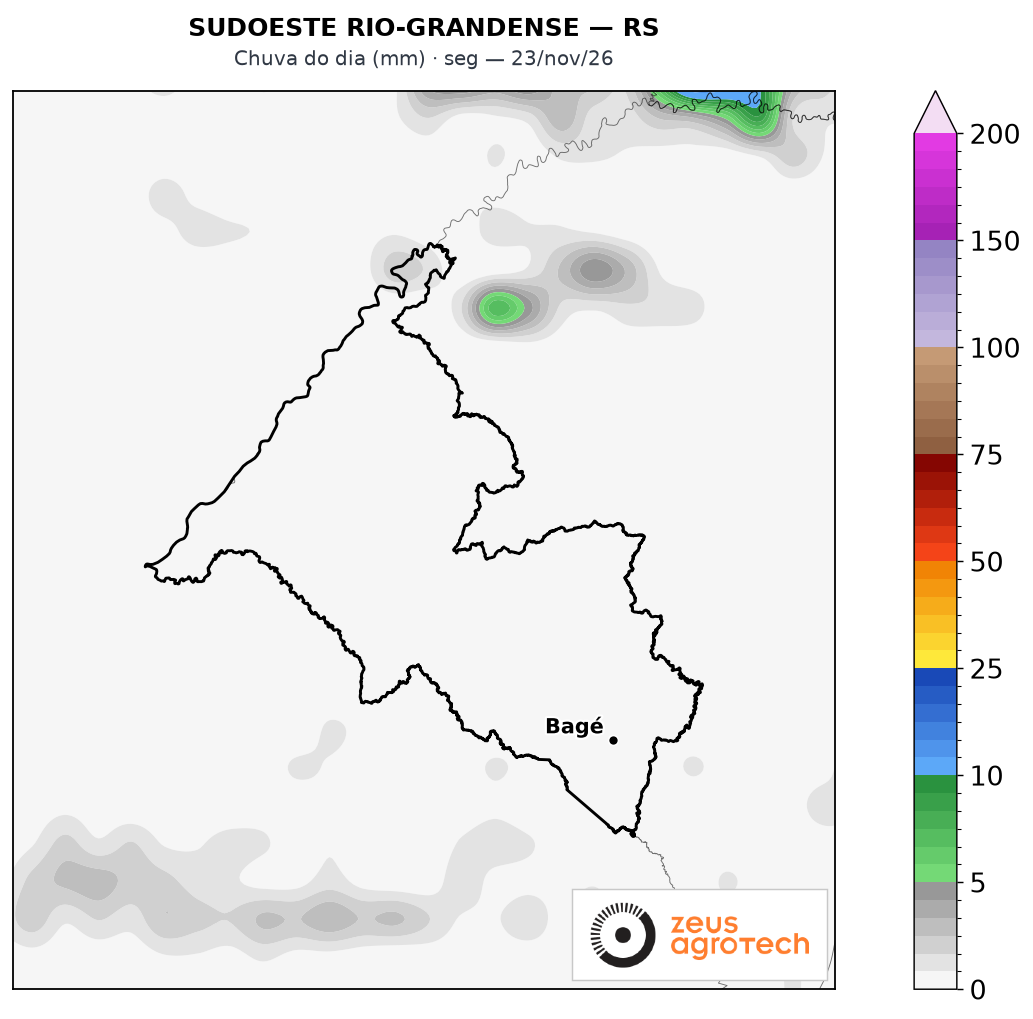 SUDOESTE RIO-GRANDENSE — RS
Chuva do dia (mm) · seg — 23/nov/26
200
150
100
75
50
25
10
5
0
Bagé
zeus
agrotech